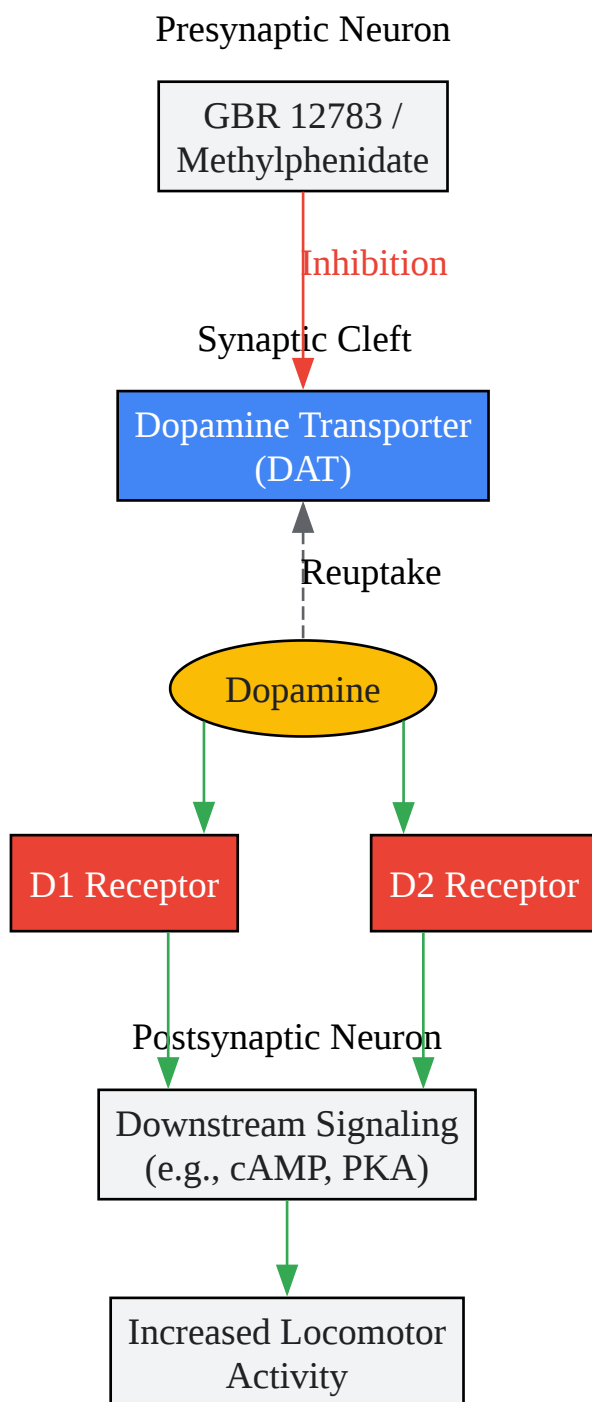 Presynaptic Neuron
GBR 12783 /
Methylphenidate
Inhibition
Synaptic Cleft
Dopamine Transporter
(DAT)
Reuptake
Dopamine
D1 Receptor
D2 Receptor
Postsynaptic Neuron
Downstream Signaling
(e.g., cAMP, PKA)
Increased Locomotor
Activity